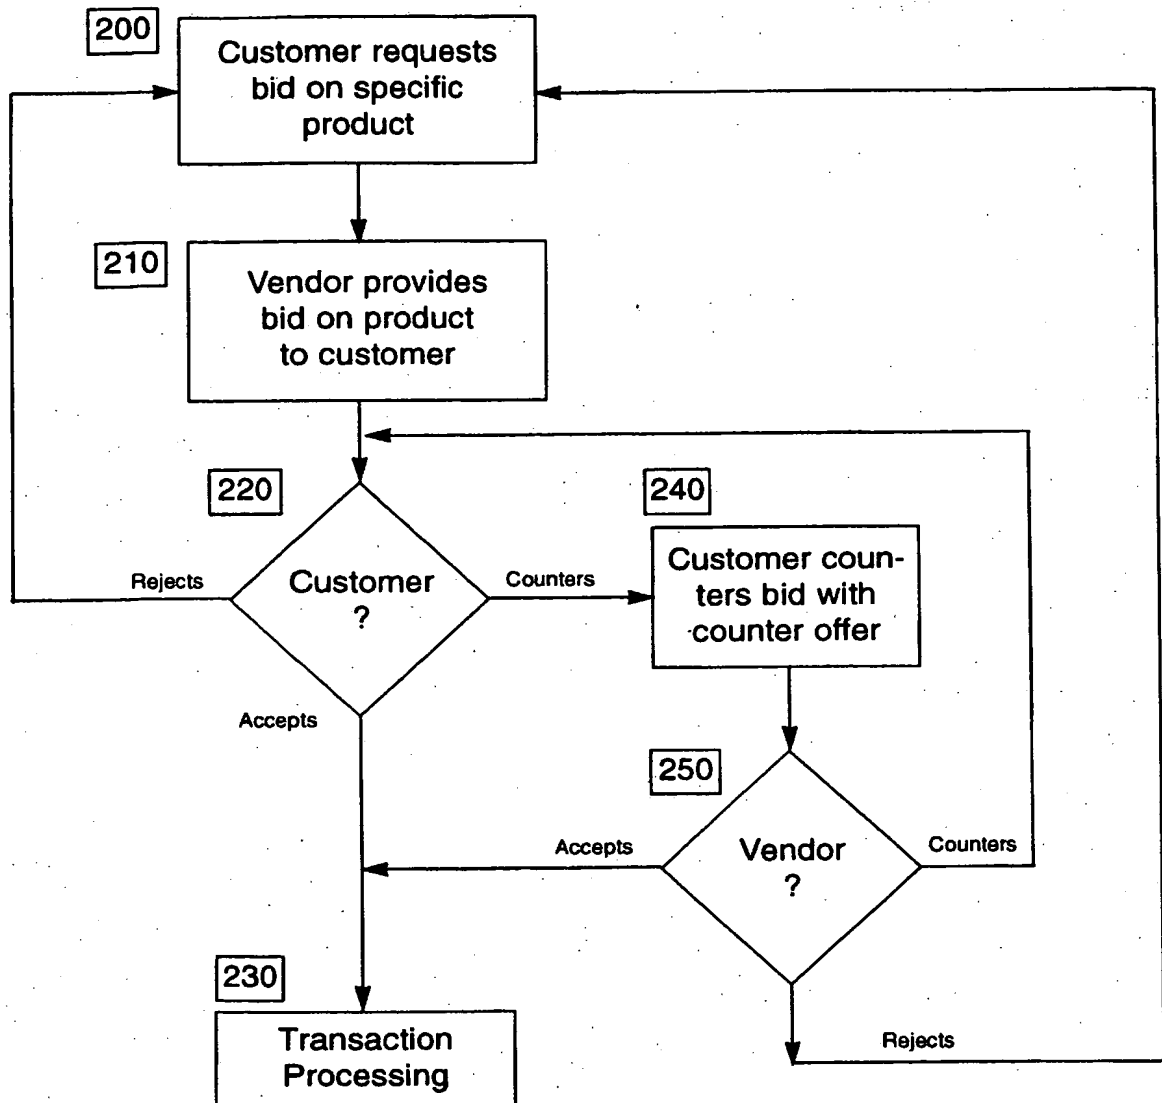 200
Customer requests
bid on specific
product
210
Vendor provides
bid on product
to customer
220
Customer
?
Rejects
Counters
Accepts
240
Customer coun-
ters bid with
counter offer
250
Vendor
?
Accepts
Counters
Rejects
230
Transaction
Processing